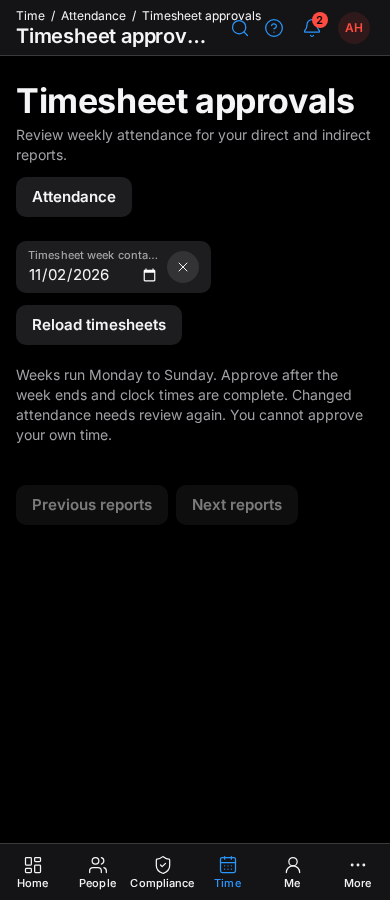 Time / Attendance / Timesheet approvals
Timesheet approv...
2
AH
Timesheet approvals
Review weekly attendance for your direct and indirect
reports.
Attendance
Timesheet week conta...
11/02/2026
Reload timesheets
Weeks run Monday to Sunday. Approve after the
week ends and clock times are complete. Changed
attendance needs review again. You cannot approve
your own time.
Previous reports Next reports
Home People Compliance Time Me More